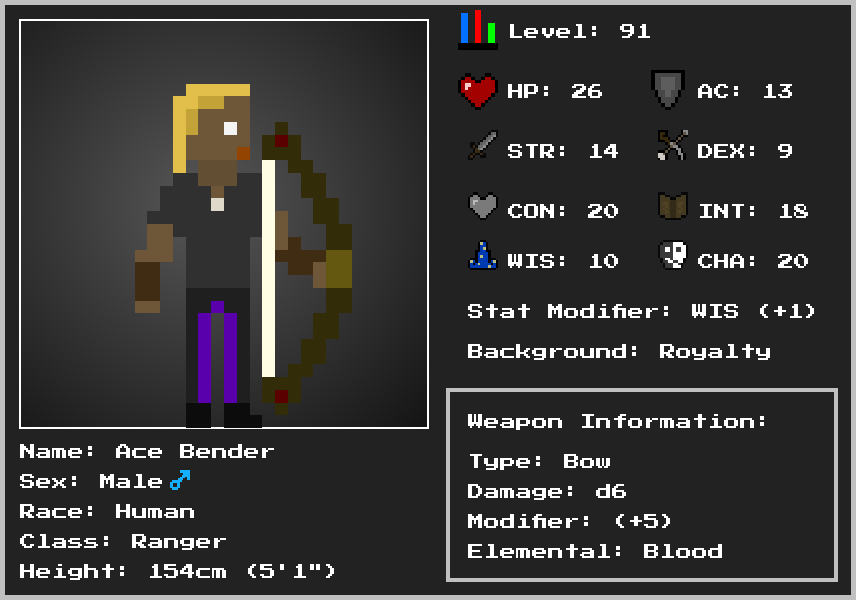 Level: 91
HP: 26 AC: 13
STR: 14 DEX: 9
CON: 20 INT: 18
WIS: 10 CHA: 20
Stat Modifier: WIS (+1)
Background: Royalty
Weapon Information:
Type: Bow
Damage: d6
Modifier: (+5)
Elemental: Blood
Name: Ace Bender
Sex: Male ♂
Race: Human
Class: Ranger
Height: 154cm (5'1")